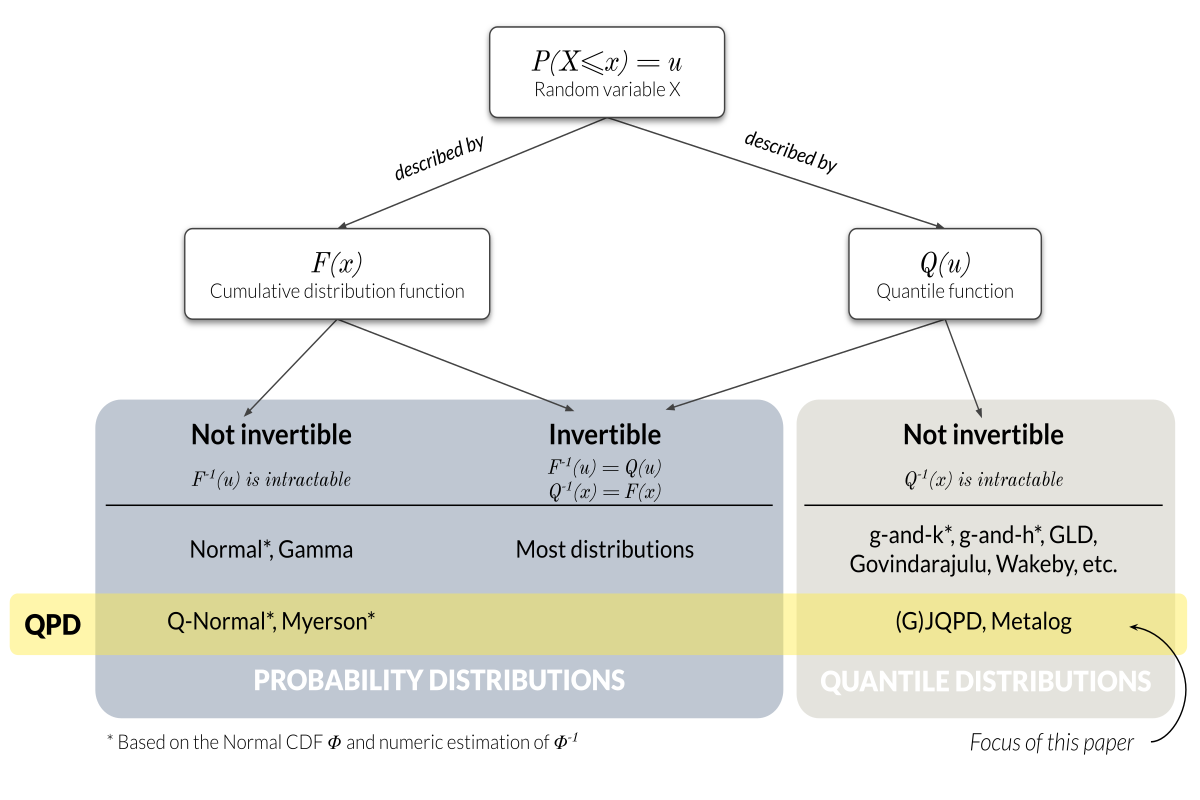 P(X⩽x) = u
Random variable X
described by
described by
F(x)
Cumulative distribution function
Q(u)
Quantile function
Not invertible
F⁻¹(u) is intractable
Invertible
F⁻¹(u) = Q(u)
Q⁻¹(x) = F(x)
Not invertible
Q⁻¹(x) is intractable
Normal*, Gamma
Most distributions
g-and-k*, g-and-h*, GLD,
Govindarajulu, Wakeby, etc.
QPD
Q-Normal*, Myerson*
(G)JQPD, Metalog
PROBABILITY DISTRIBUTIONS
QUANTILE DISTRIBUTIONS
* Based on the Normal CDF Φ and numeric estimation of Φ⁻¹
Focus of this paper